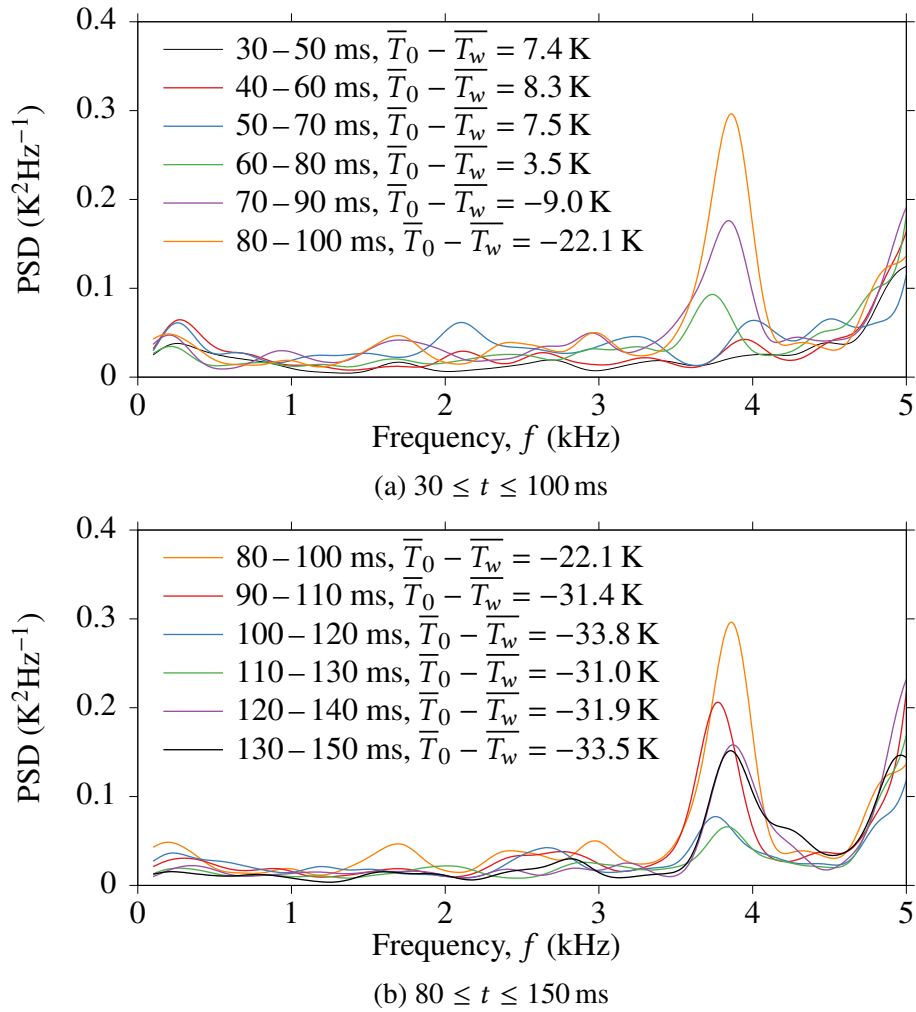 0.4
0.3
0.2
0.1
0
PSD (K²Hz⁻¹)
30 – 50 ms, T̅₀ − T̅w̅ = 7.4 K
40 – 60 ms, T̅₀ − T̅w̅ = 8.3 K
50 – 70 ms, T̅₀ − T̅w̅ = 7.5 K
60 – 80 ms, T̅₀ − T̅w̅ = 3.5 K
70 – 90 ms, T̅₀ − T̅w̅ = −9.0 K
80 – 100 ms, T̅₀ − T̅w̅ = −22.1 K
0 1 2 3 4 5
Frequency, f (kHz)
(a) 30 ≤ t ≤ 100 ms
0.4
0.3
0.2
0.1
0
PSD (K²Hz⁻¹)
80 – 100 ms, T̅₀ − T̅w̅ = −22.1 K
90 – 110 ms, T̅₀ − T̅w̅ = −31.4 K
100 – 120 ms, T̅₀ − T̅w̅ = −33.8 K
110 – 130 ms, T̅₀ − T̅w̅ = −31.0 K
120 – 140 ms, T̅₀ − T̅w̅ = −31.9 K
130 – 150 ms, T̅₀ − T̅w̅ = −33.5 K
0 1 2 3 4 5
Frequency, f (kHz)
(b) 80 ≤ t ≤ 150 ms